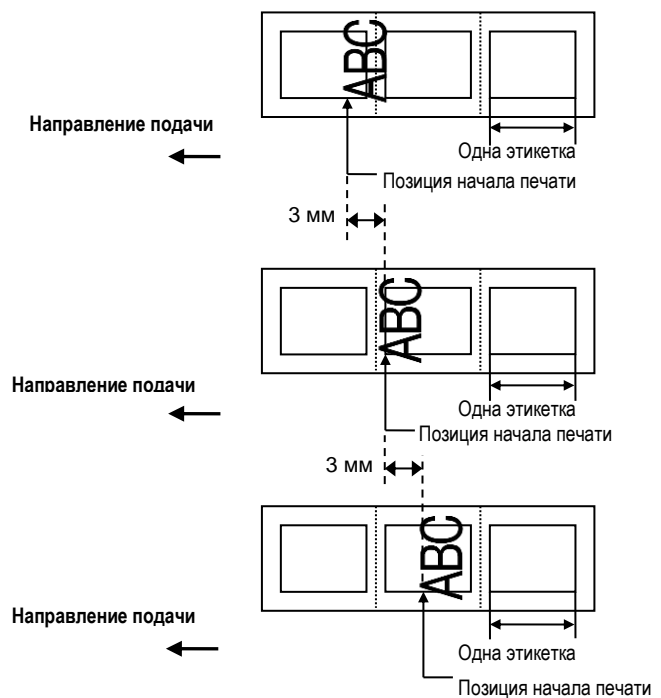 ABC
Направление подачи
Одна этикетка
Позиция начала печати
3 мм
ABC
Направление подачи
Одна этикетка
Позиция начала печати
3 мм
ABC
Направление подачи
Одна этикетка
Позиция начала печати